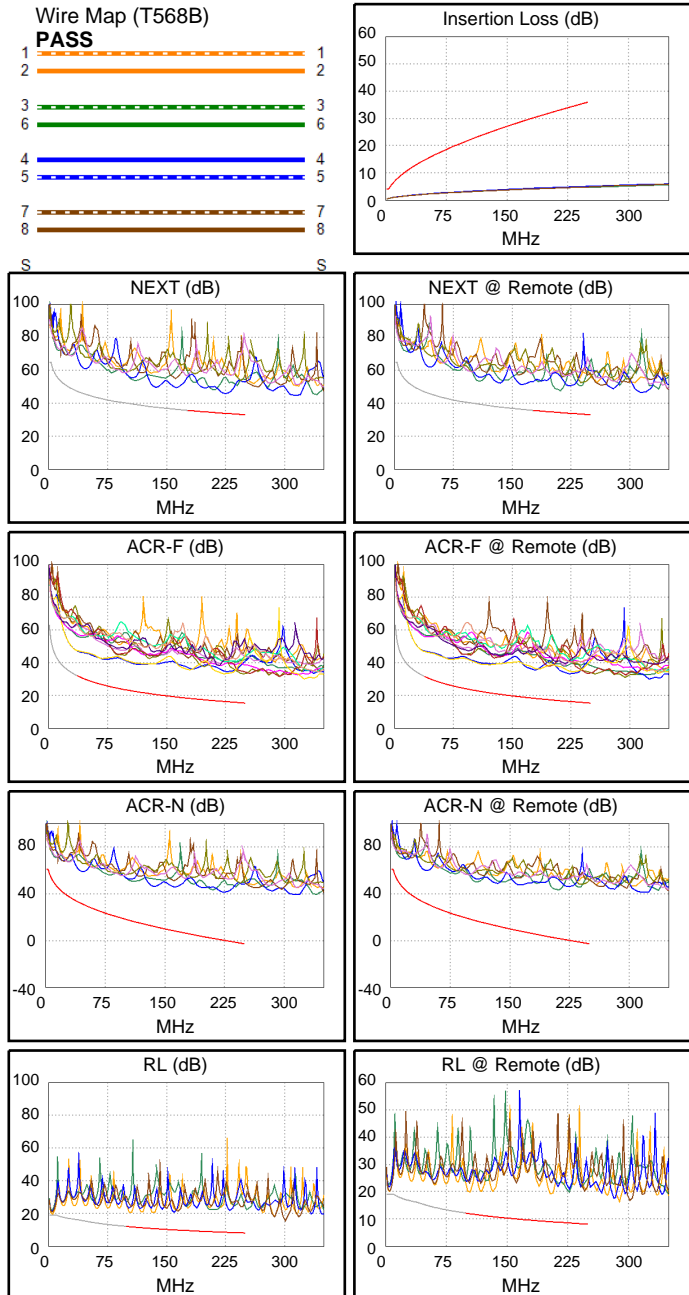 Wire Map (T568B)
PASS
1 1
2 2
3 3
6 6
4 4
5 5
7 7
8 8
S S
Insertion Loss (dB)
60
50
40
30
20
10
0
0 75 150 225 300
MHz
NEXT (dB)
100
80
60
40
20
0
0 75 150 225 300
MHz
NEXT @ Remote (dB)
100
80
60
40
20
0
0 75 150 225 300
MHz
ACR-F (dB)
100
80
60
40
20
0
0 75 150 225 300
MHz
ACR-F @ Remote (dB)
100
80
60
40
20
0
0 75 150 225 300
MHz
ACR-N (dB)
80
40
0
-40
0 75 150 225 300
MHz
ACR-N @ Remote (dB)
80
40
0
-40
0 75 150 225 300
MHz
RL (dB)
100
80
60
40
20
0
0 75 150 225 300
MHz
RL @ Remote (dB)
60
50
40
30
20
10
0
0 75 150 225 300
MHz